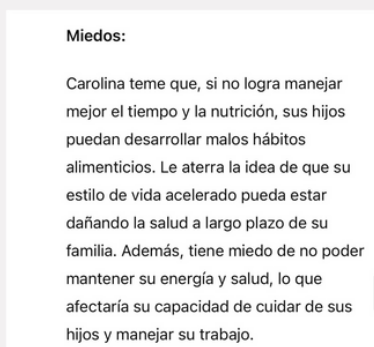 Miedos:
Carolina teme que, si no logra manejar
mejor el tiempo y la nutrición, sus hijos
puedan desarrollar malos hábitos
alimenticios. Le aterra la idea de que su
estilo de vida acelerado pueda estar
dañando la salud a largo plazo de su
familia. Además, tiene miedo de no poder
mantener su energía y salud, lo que
afectaría su capacidad de cuidar de sus
hijos y manejar su trabajo.